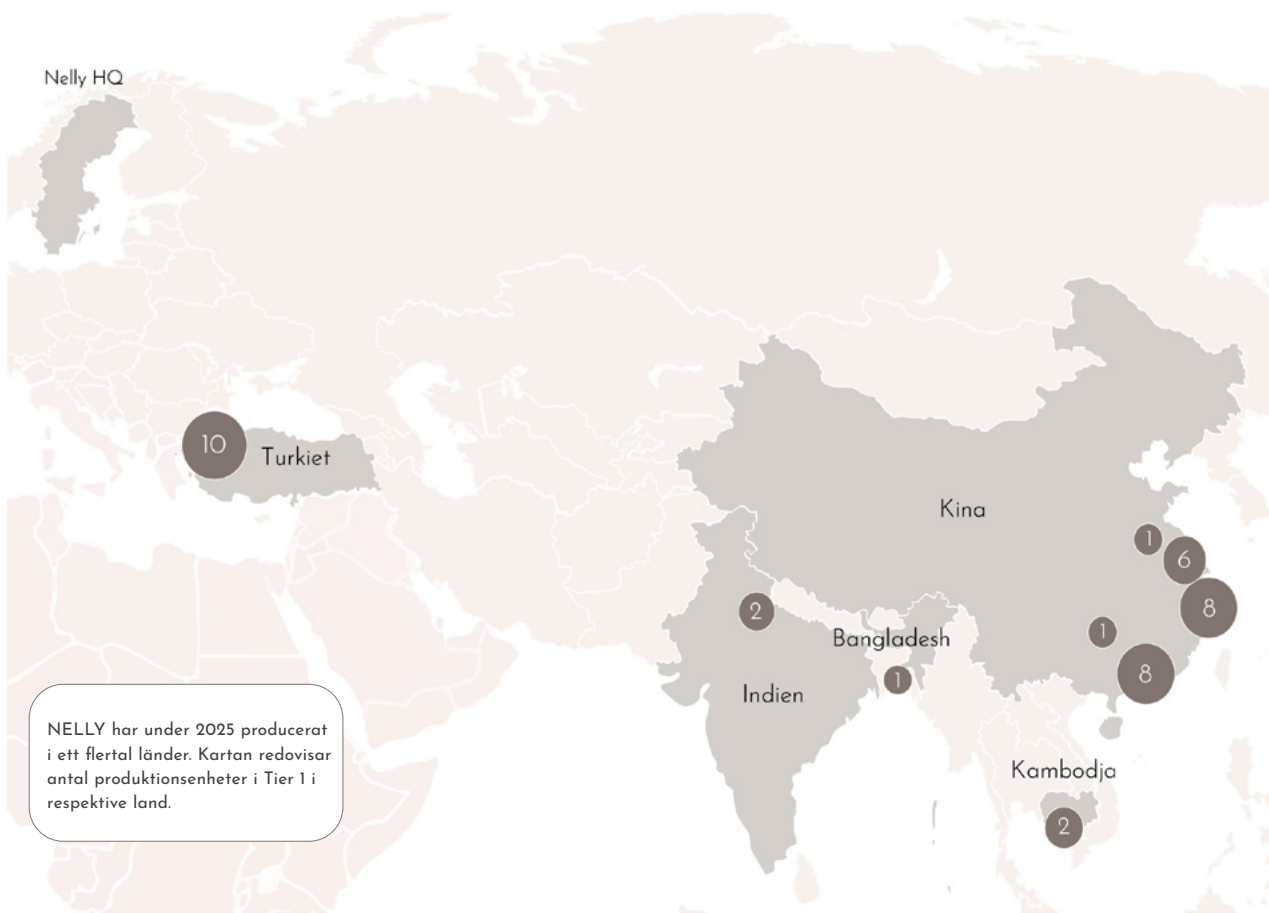 Nelly HQ
10
Turkiet
Kina
1
6
8
2
1
Bangladesh
1
8
Indien
NELLY har under 2025 producerat
i ett flertal länder. Kartan redovisar
antal produktionsenheter i Tier 1 i
respektive land.
Kambodja
2